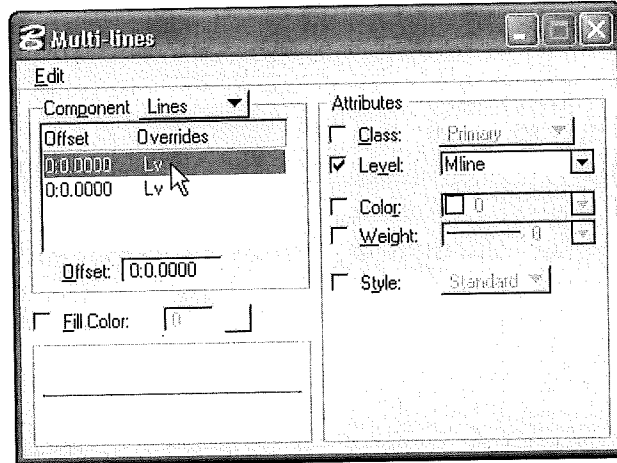 Multi-lines
Edit
Component Lines
Offset Overrides
0:0.0000 Lv
0:0.0000 Lv
Offset: 0:0.0000
Fill Color: 0
Attributes
Class: Primary
Level: Mline
Color: 0
Weight: 0
Style: Standard